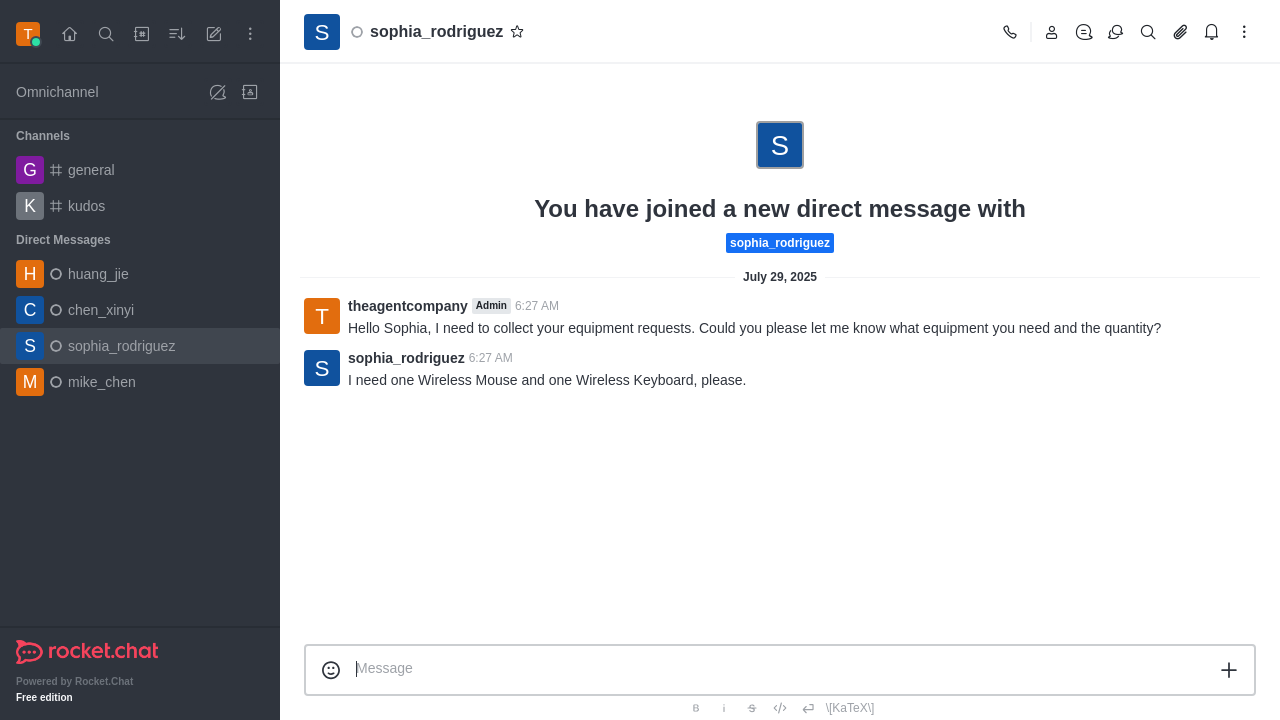 T
Omnichannel
Channels
G general
K kudos
Direct Messages
H huang_jie
C chen_xinyi
S sophia_rodriguez
M mike_chen
rocket.chat
Powered by Rocket.Chat
Free edition
S sophia_rodriguez
S
You have joined a new direct message with
sophia_rodriguez
July 29, 2025
T theagentcompany Admin 6:27 AM
Hello Sophia, I need to collect your equipment requests. Could you please let me know what equipment you need and the quantity?
S sophia_rodriguez 6:27 AM
I need one Wireless Mouse and one Wireless Keyboard, please.
Message
B i S </> \[KaTeX\]